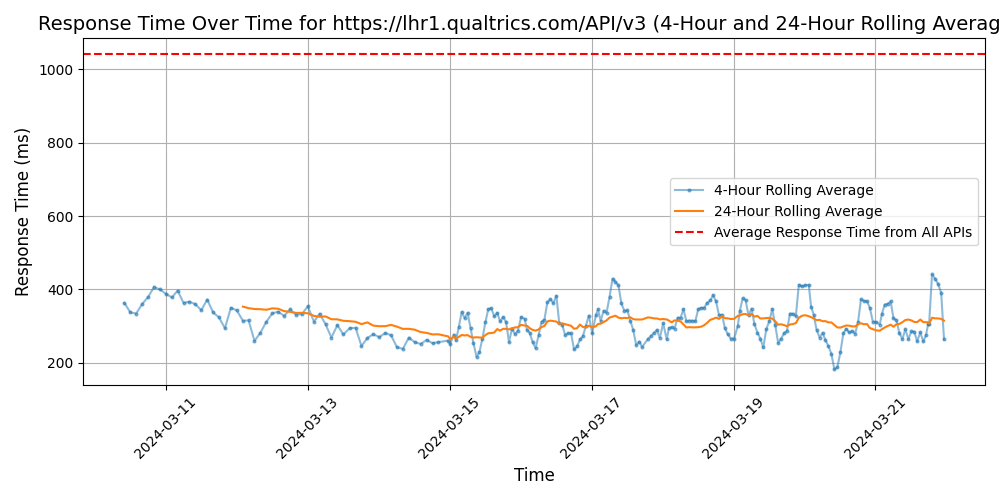 Response Time Over Time for https://lhr1.qualtrics.com/API/v3 (4-Hour and 24-Hour Rolling Averag
Response Time (ms)
1000
800
600
400
200
4-Hour Rolling Average
24-Hour Rolling Average
Average Response Time from All APIs
2024-03-11
2024-03-13
2024-03-15
2024-03-17
2024-03-19
2024-03-21
Time